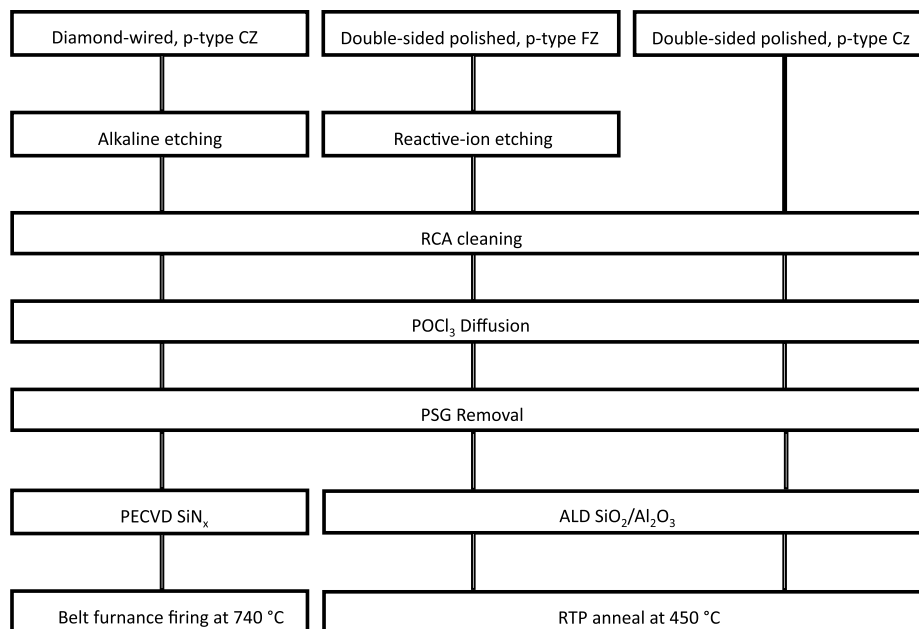 Diamond-wired, p-type CZ
Double-sided polished, p-type FZ
Double-sided polished, p-type Cz
Alkaline etching
Reactive-ion etching
RCA cleaning
POCl₃ Diffusion
PSG Removal
PECVD SiNₓ
ALD SiO₂/Al₂O₃
Belt furnance firing at 740 °C
RTP anneal at 450 °C